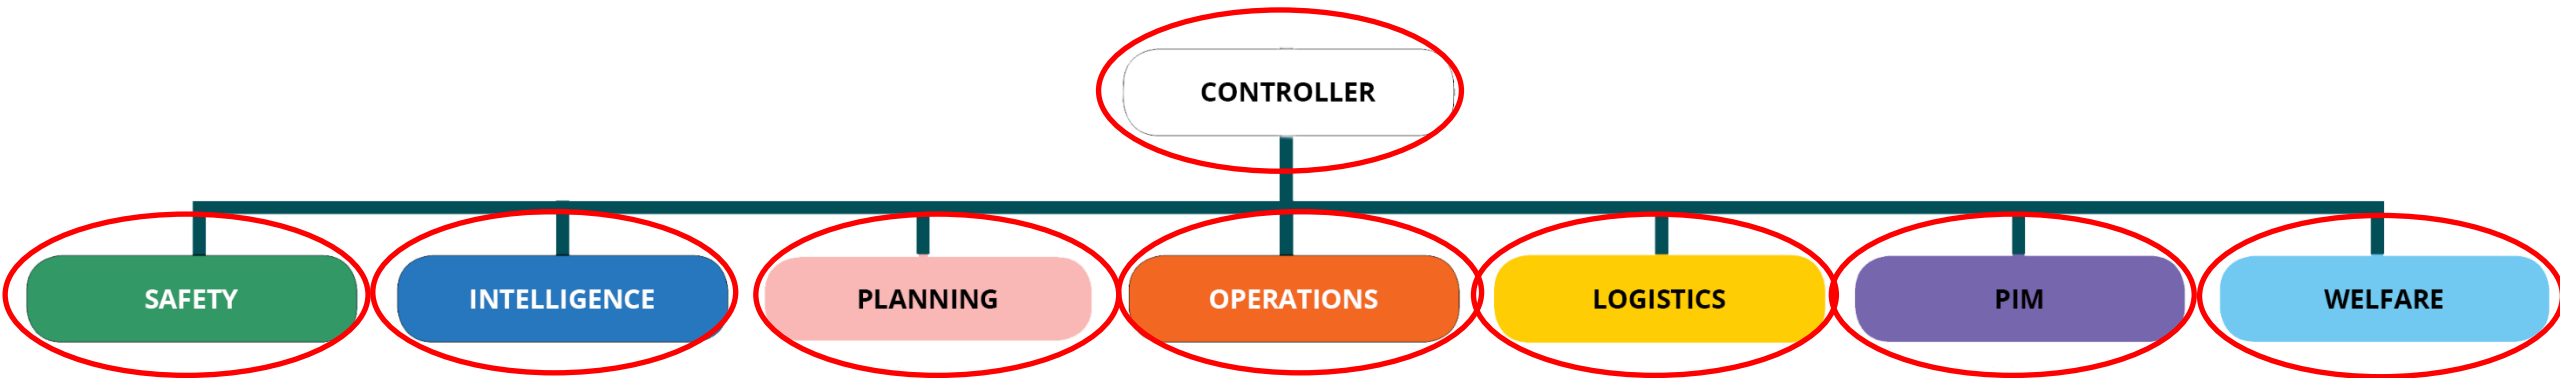 CONTROLLER
SAFETY
INTELLIGENCE
PLANNING
OPERATIONS
LOGISTICS
PIM
WELFARE